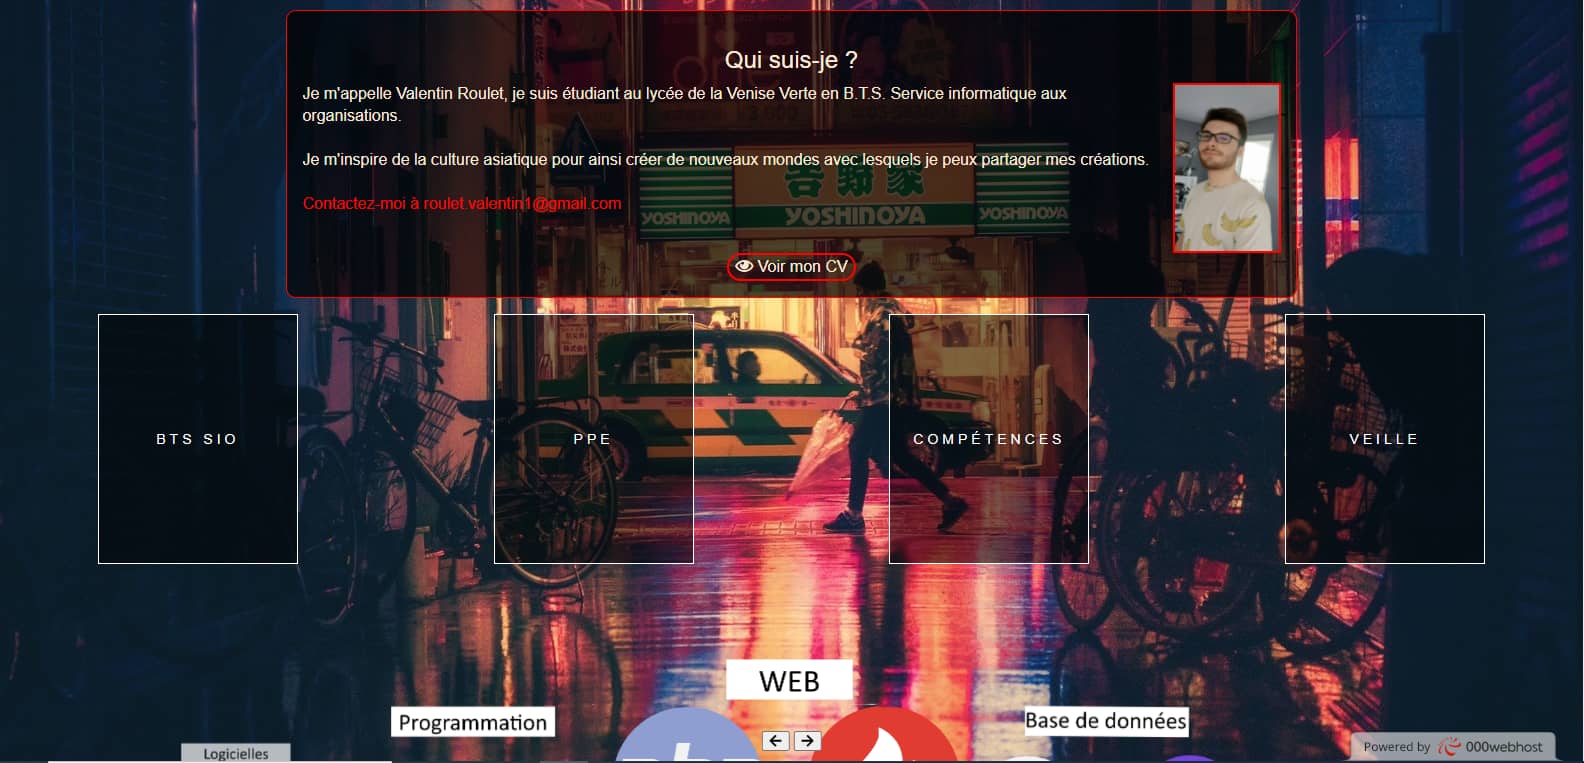 Qui suis-je ?
Je m'appelle Valentin Roulet, je suis étudiant au lycée de la Venise Verte en B.T.S. Service informatique aux
organisations.
Je m'inspire de la culture asiatique pour ainsi créer de nouveaux mondes avec lesquels je peux partager mes créations.
吉野家
YOSHINOYA
YOSHINOYA
YOSHINOYA
Contactez-moi à roulet.valentin1@gmail.com
Voir mon CV
BTS SIO
PPE
COMPÉTENCES
VEILLE
WEB
Programmation
Base de données
Logicielles
Powered by 000webhost